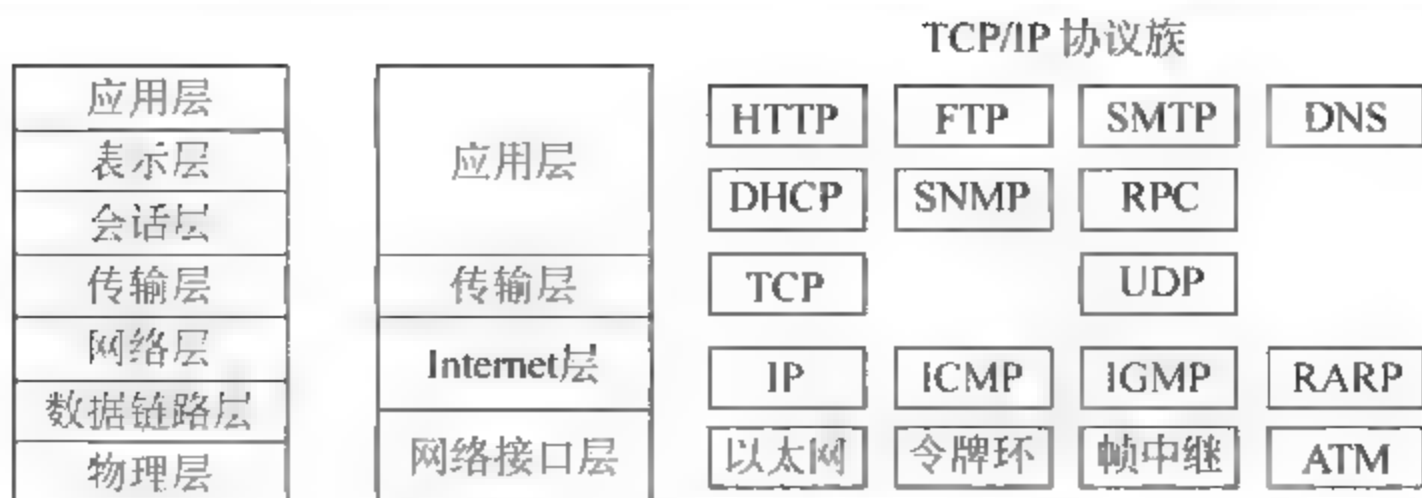 TCP/IP 协议族
应用层
表示层
会话层
传输层
网络层
数据链路层
物理层
应用层
传输层
Internet层
网络接口层
HTTP FTP SMTP DNS
DHCP SNMP RPC
TCP UDP
IP ICMP IGMP RARP
以太网 令牌环 帧中继 ATM